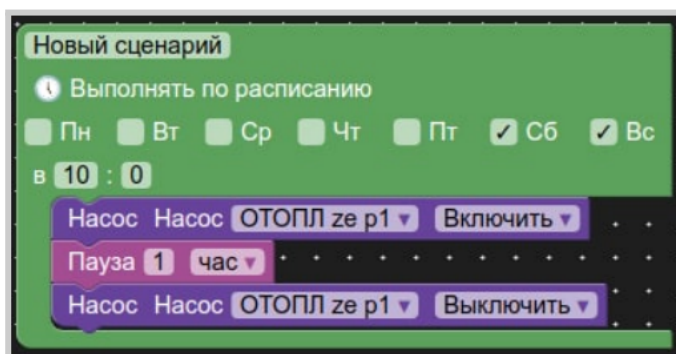 Новый сценарий
Выполнять по расписанию
Пн Вт Ср Чт Пт ✓ Сб ✓ Вс
в 10 : 0
Насос Насос ОТОПЛ ze p1 ▾ Включить ▾
Пауза 1 час ▾
Насос Насос ОТОПЛ ze p1 ▾ Выключить ▾